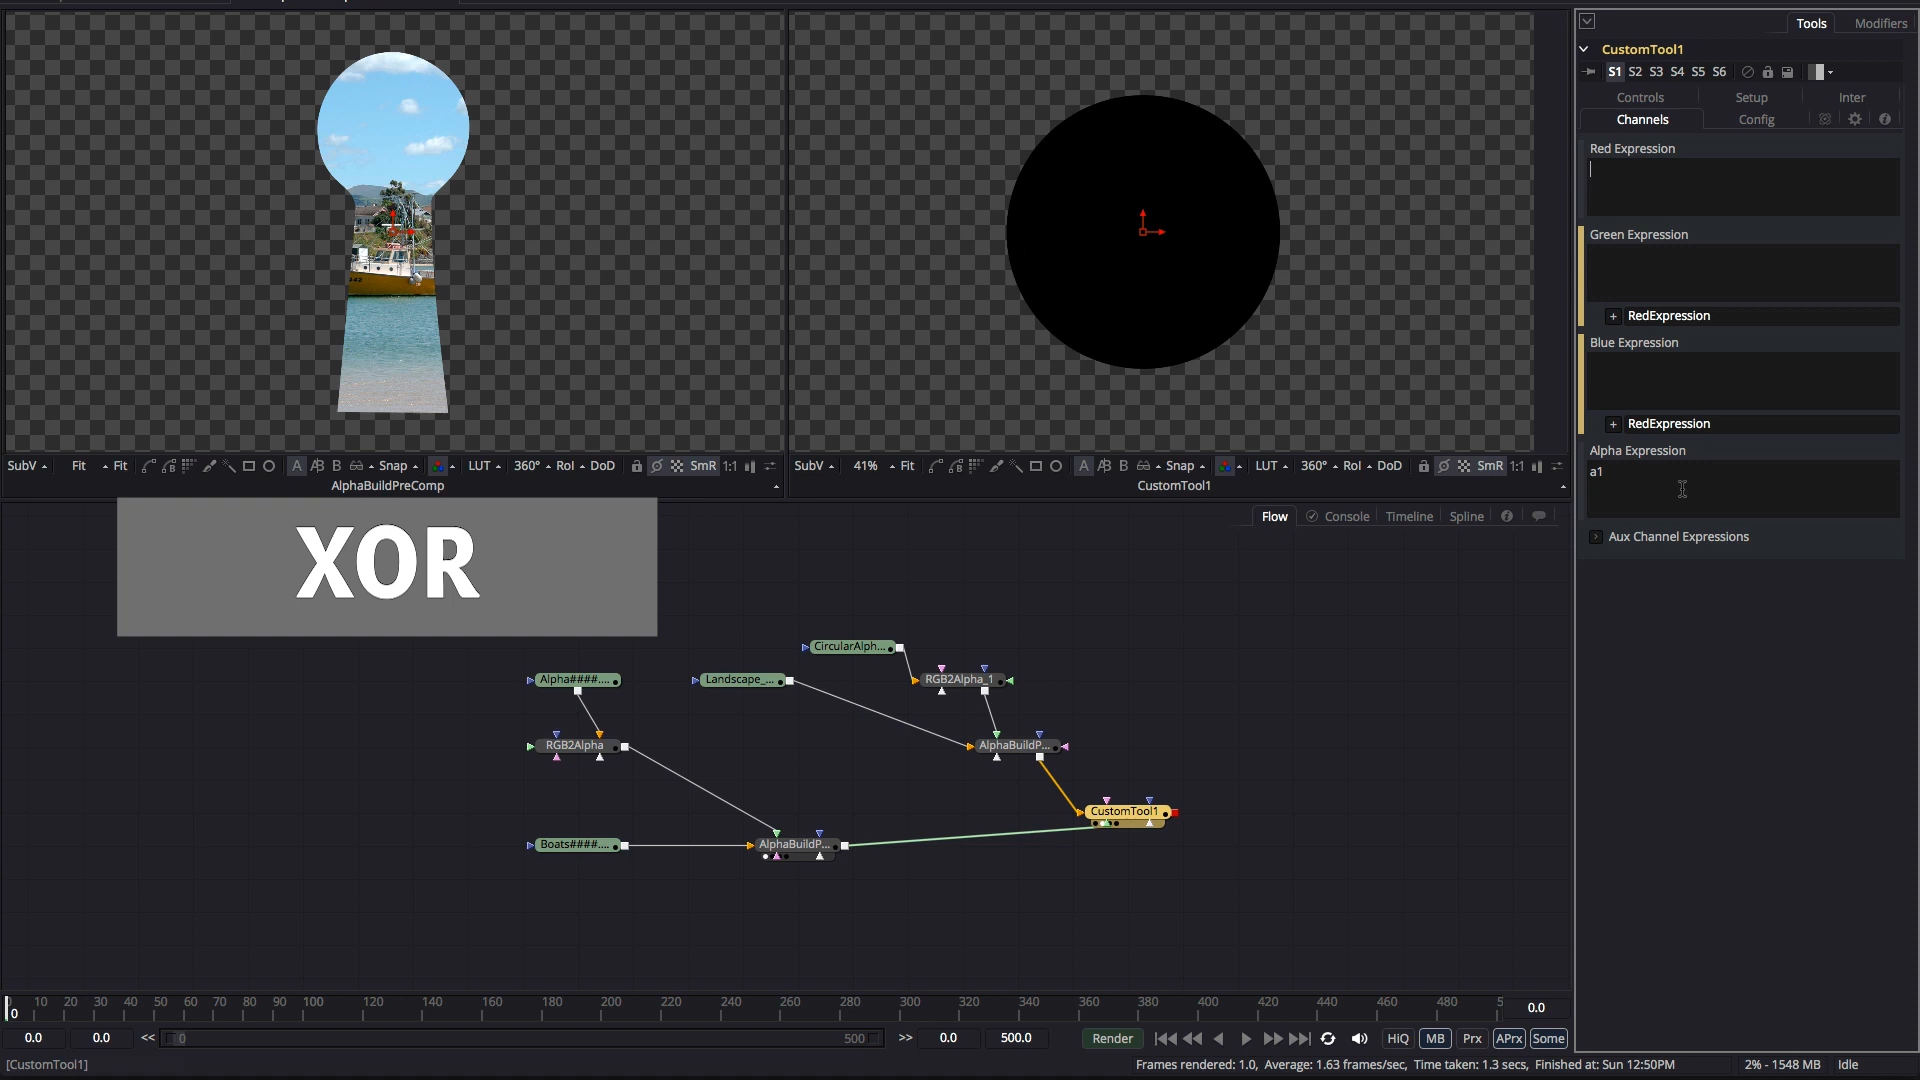 Tools
Modifiers
CustomTool1
S1 S2 S3 S4 S5 S6
Controls
Setup
Inter
Channels
Config
Red Expression
Green Expression
+ RedExpression
Blue Expression
+ RedExpression
Alpha Expression
a1
Aux Channel Expressions
SubV Fit Fit A B Snap LUT 360° RoI DoD SmR 1:1
AlphaBuildPreComp
SubV 41% Fit A B Snap LUT 360° RoI DoD SmR 1:1
CustomTool1
XOR
Flow
Console
Timeline
Spline
CircularAlph...
Alpha####....
Landscape_...
RGB2Alpha_1
RGB2Alpha
AlphaBuildP...
CustomTool1
Boats####....
AlphaBuildP...
10 20 30 40 50 60 70 80 90 100 120 140 160 180 200 220 240 260 280 300 320 340 360 380 400 420 440 460 480 5
0
0.0
0.0
0.0
<<
0
500
>>
0.0
500.0
Render
HiQ
MB
Prx
APrx
Some
[CustomTool1]
Frames rendered: 1.0, Average: 1.63 frames/sec, Time taken: 1.3 secs, Finished at: Sun 12:50PM
2% - 1548 MB
Idle